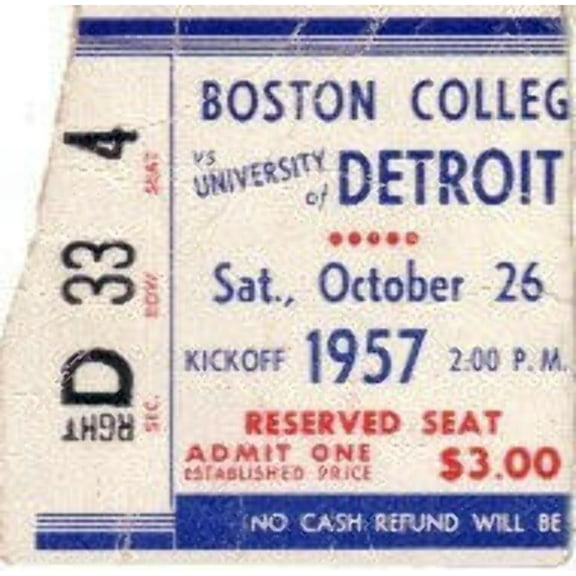 BOSTON COLLEG
VS
UNIVERSITY
of DETROIT
Sat., October 26
KICKOFF 1957 2:00 P.M.
RESERVED SEAT
ADMIT ONE
ESTABLISHED PRICE
$3.00
NO CASH REFUND WILL BE
4 SEAT
33 ROW
D SEC.
RGHT